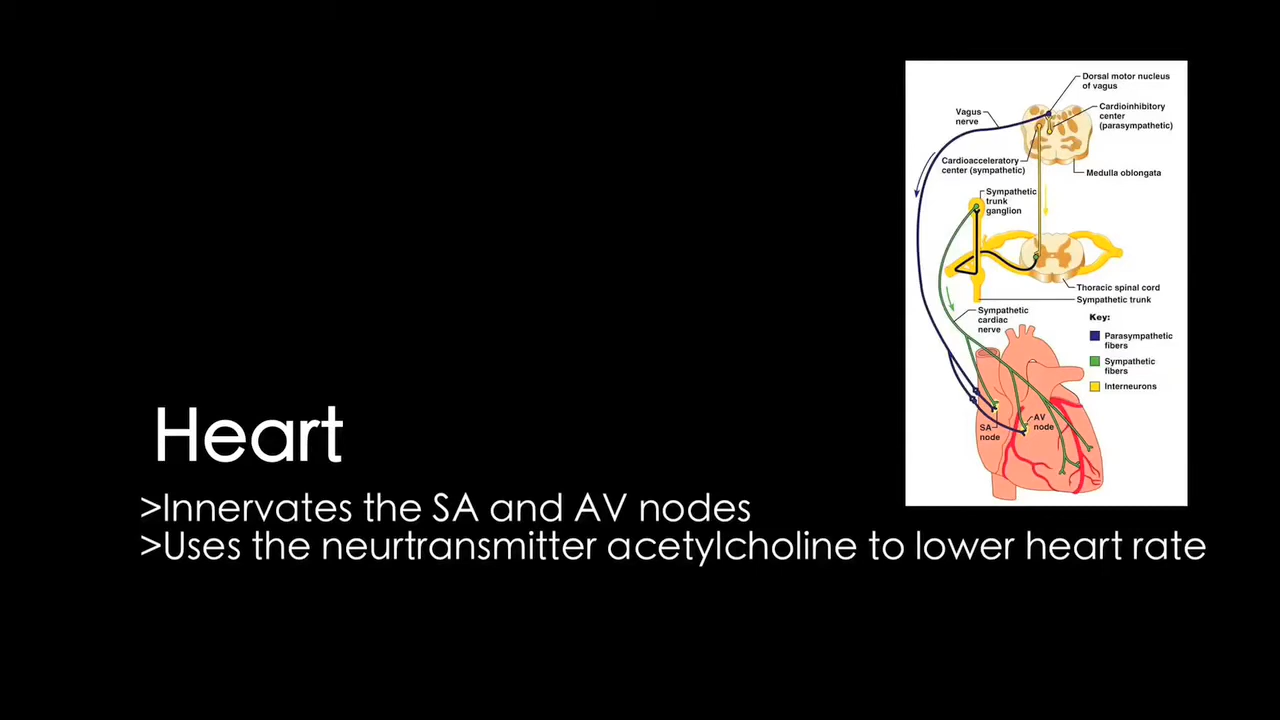 Dorsal motor nucleus
of vagus
Cardioinhibitory
center
(parasympathetic)
Vagus
nerve
Cardioacceleratory
center (sympathetic)
Medulla oblongata
Sympathetic
trunk
ganglion
Thoracic spinal cord
Sympathetic trunk
Sympathetic
cardiac
nerve
Key:
Parasympathetic
fibers
Sympathetic
fibers
Interneurons
AV
node
SA
node
Heart
>Innervates the SA and AV nodes
>Uses the neurtransmitter acetylcholine to lower heart rate